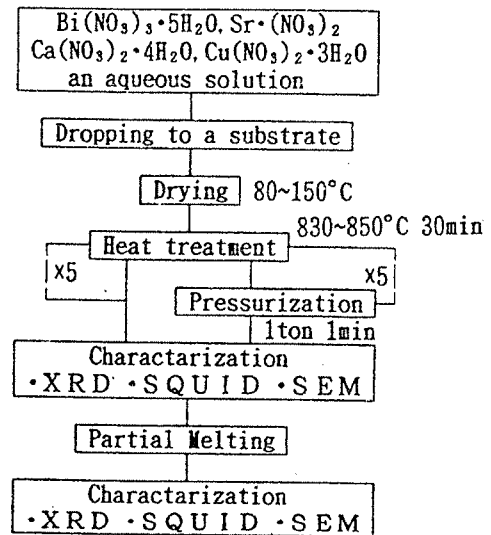 Bi(NO₃)₃·5H₂O, Sr·(NO₃)₂
Ca(NO₃)₂·4H₂O, Cu(NO₃)₂·3H₂O
an aqueous solution
Dropping to a substrate
Drying 80~150°C
830~850°C 30min
Heat treatment
x5 x5
Pressurization
1ton 1min
Charactarization
·XRD ·SQUID ·SEM
Partial Melting
Charactarization
·XRD ·SQUID ·SEM